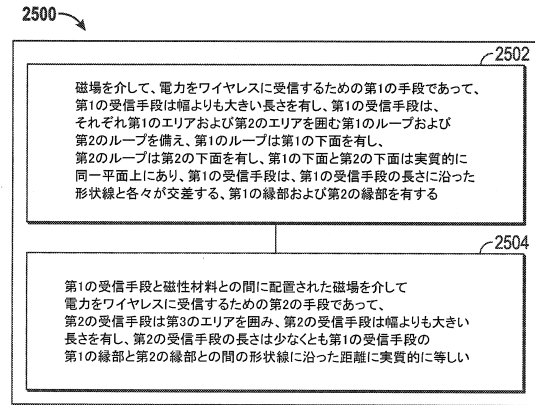 2500
2502
磁場を介して、電力をワイヤレスに受信するための第1の手段であって、
第1の受信手段は幅よりも大きい長さを有し、第1の受信手段は、
それぞれ第1のエリアおよび第2のエリアを囲む第1のループおよび
第2のループを備え、第1のループは第1の下面を有し、
第2のループは第2の下面を有し、第1の下面と第2の下面は実質的に
同一平面上にあり、第1の受信手段は、第1の受信手段の長さに沿った
形状線と各々が交差する、第1の縁部および第2の縁部を有する
2504
第1の受信手段と磁性材料との間に配置された磁場を介して
電力をワイヤレスに受信するための第2の手段であって、
第2の受信手段は第3のエリアを囲み、第2の受信手段は幅よりも大きい
長さを有し、第2の受信手段の長さは少なくとも第1の受信手段の
第1の縁部と第2の縁部との間の形状線に沿った距離に実質的に等しい